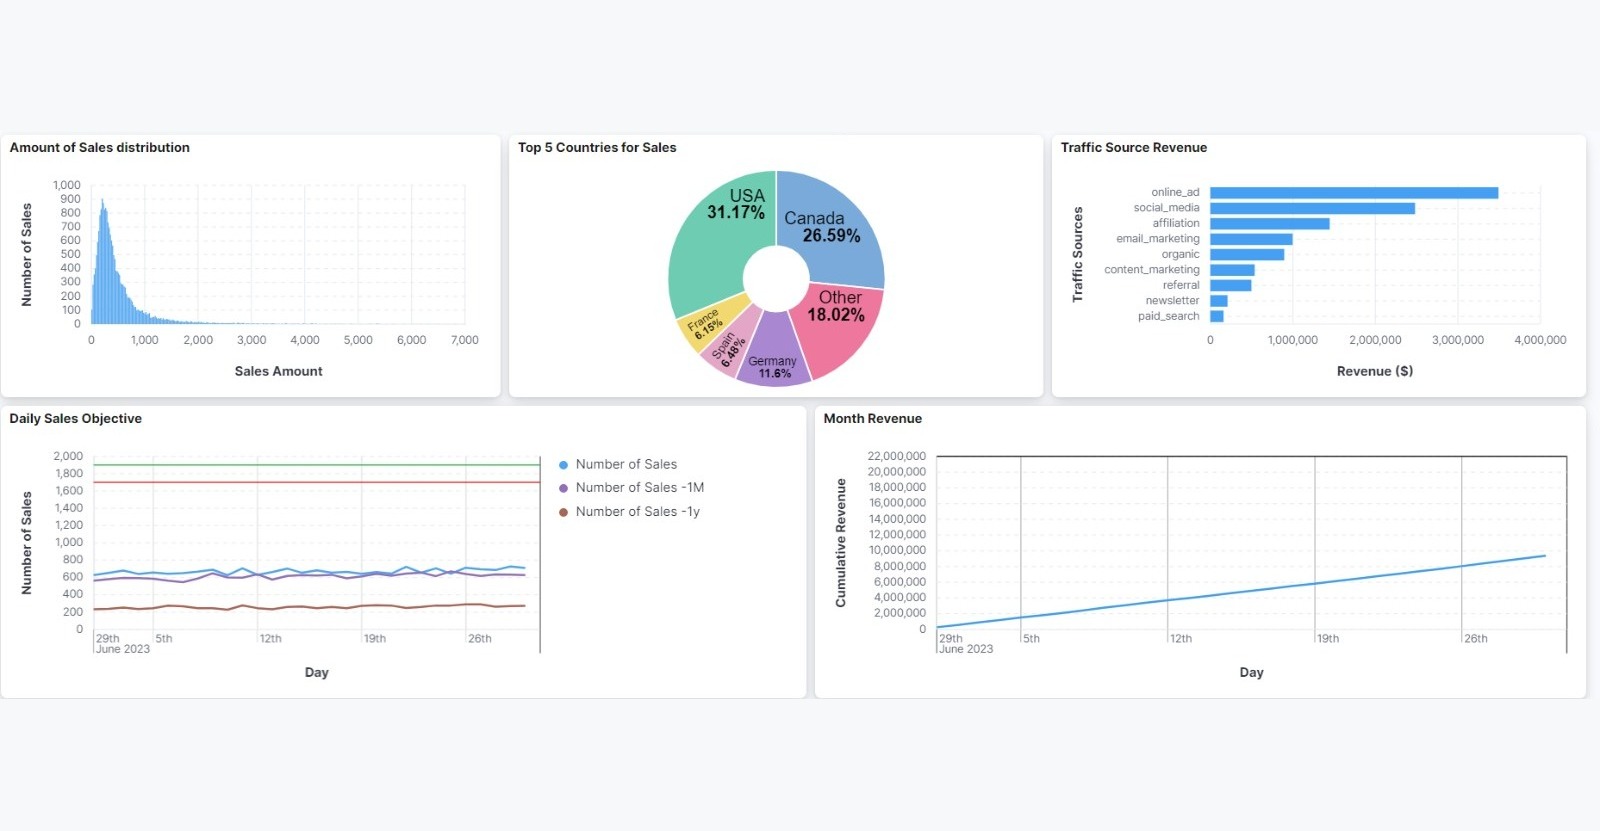 Amount of Sales distribution
Number of Sales
1,000
900
800
700
600
500
400
300
200
100
0
0 1,000 2,000 3,000 4,000 5,000 6,000 7,000
Sales Amount
Top 5 Countries for Sales
USA
31.17%
Canada
26.59%
Other
18.02%
Germany
11.6%
Spain
6.48%
France
6.15%
Traffic Source Revenue
Traffic Sources
online_ad
social_media
affiliation
email_marketing
organic
content_marketing
referral
newsletter
paid_search
0 1,000,000 2,000,000 3,000,000 4,000,000
Revenue ($)
Daily Sales Objective
Number of Sales
2,000
1,800
1,600
1,400
1,200
1,000
800
600
400
200
0
29th 5th 12th 19th 26th
June 2023
Day
Number of Sales
Number of Sales -1M
Number of Sales -1y
Month Revenue
Cumulative Revenue
22,000,000
20,000,000
18,000,000
16,000,000
14,000,000
12,000,000
10,000,000
8,000,000
6,000,000
4,000,000
2,000,000
0
29th 5th 12th 19th 26th
June 2023
Day